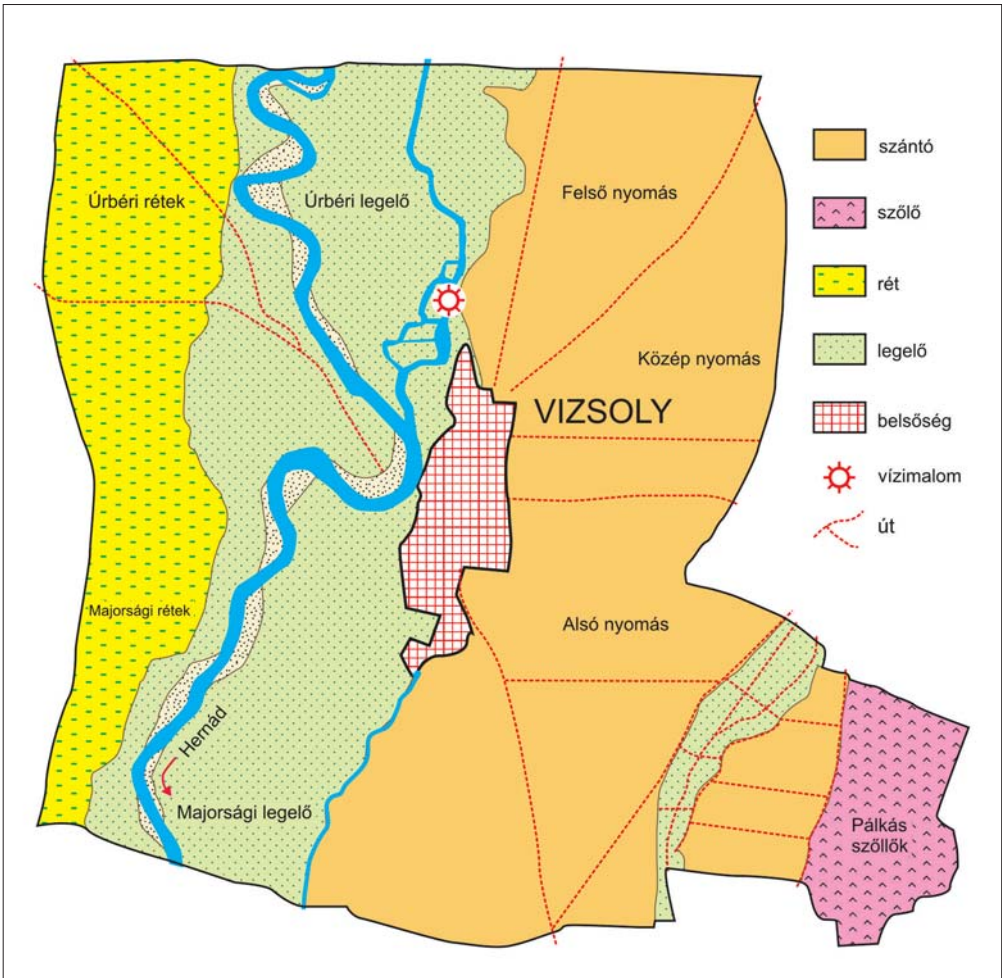 Úrbéri rétek
Úrbéri legelő
Felső nyomás
Közép nyomás
VIZSOLY
Alsó nyomás
Majorsági rétek
Hernád
Majorsági legelő
Pálkás
szőllők
szántó
szőlő
rét
legelő
belsőség
vízimalom
út